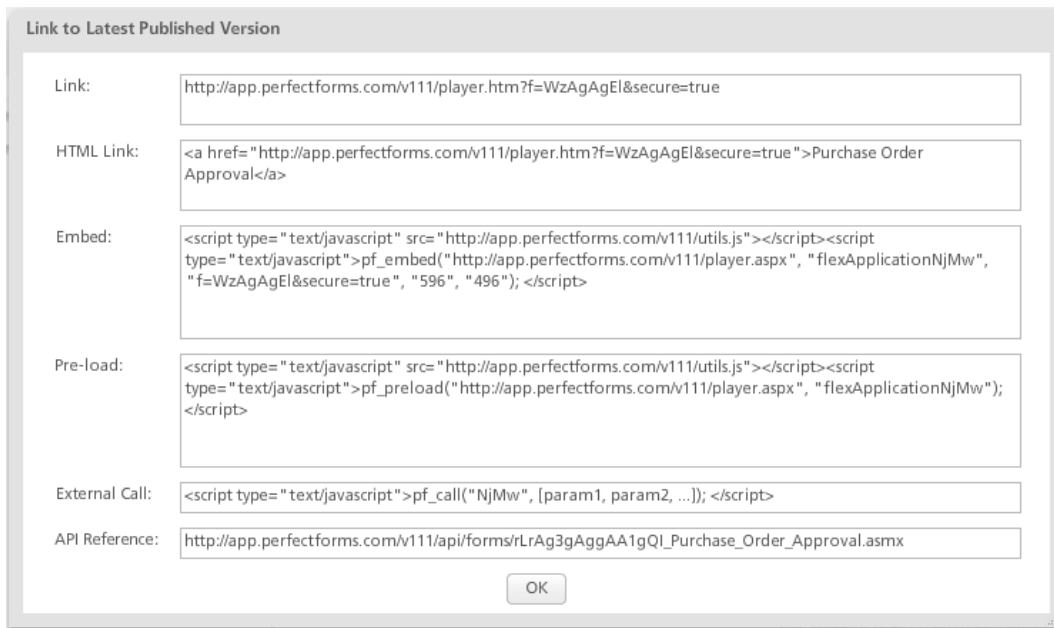 Link to Latest Published Version
Link:
http://app.perfectforms.com/v111/player.htm?f=WzAgAgEl&secure=true
HTML Link:
<a href="http://app.perfectforms.com/v111/player.htm?f=WzAgAgEl&secure=true">Purchase Order
Approval</a>
Embed:
<script type="text/javascript" src="http://app.perfectforms.com/v111/utils.js"></script><script
type="text/javascript">pf_embed("http://app.perfectforms.com/v111/player.aspx", "flexApplicationNjMw",
"f=WzAgAgEl&secure=true", "596", "496"); </script>
Pre-load:
<script type="text/javascript" src="http://app.perfectforms.com/v111/utils.js"></script><script
type="text/javascript">pf_preload("http://app.perfectforms.com/v111/player.aspx", "flexApplicationNjMw");
</script>
External Call:
<script type="text/javascript">pf_call("NjMw", [param1, param2, ...]); </script>
API Reference:
http://app.perfectforms.com/v111/api/forms/rLrAg3gAggAA1gQI_Purchase_Order_Approval.asmx
OK